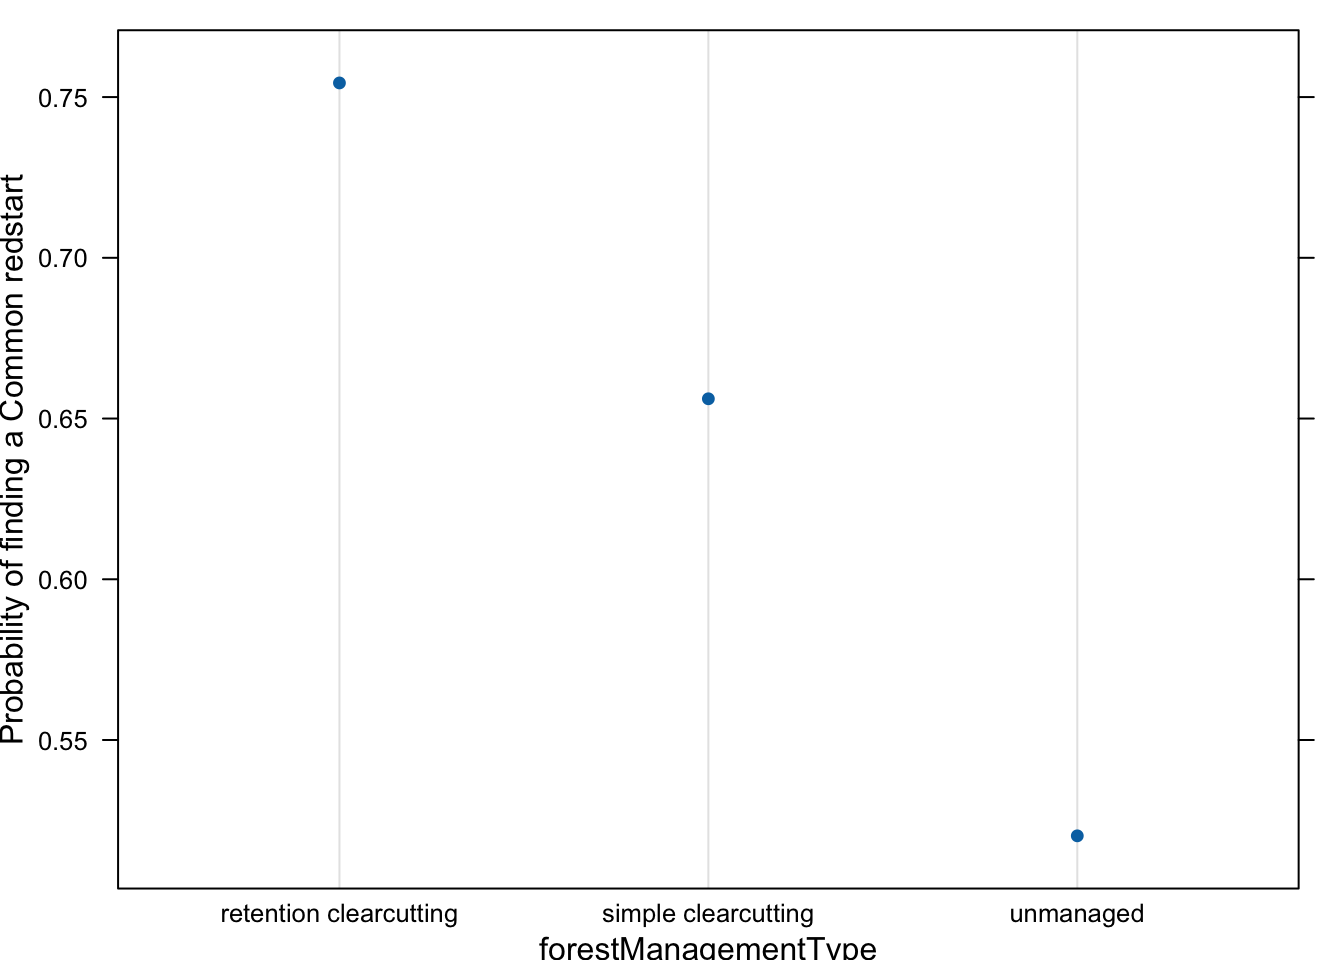 Probability of finding a Common redstart
0.75
0.70
0.65
0.60
0.55
retention clearcutting
simple clearcutting
unmanaged
forestManagementType